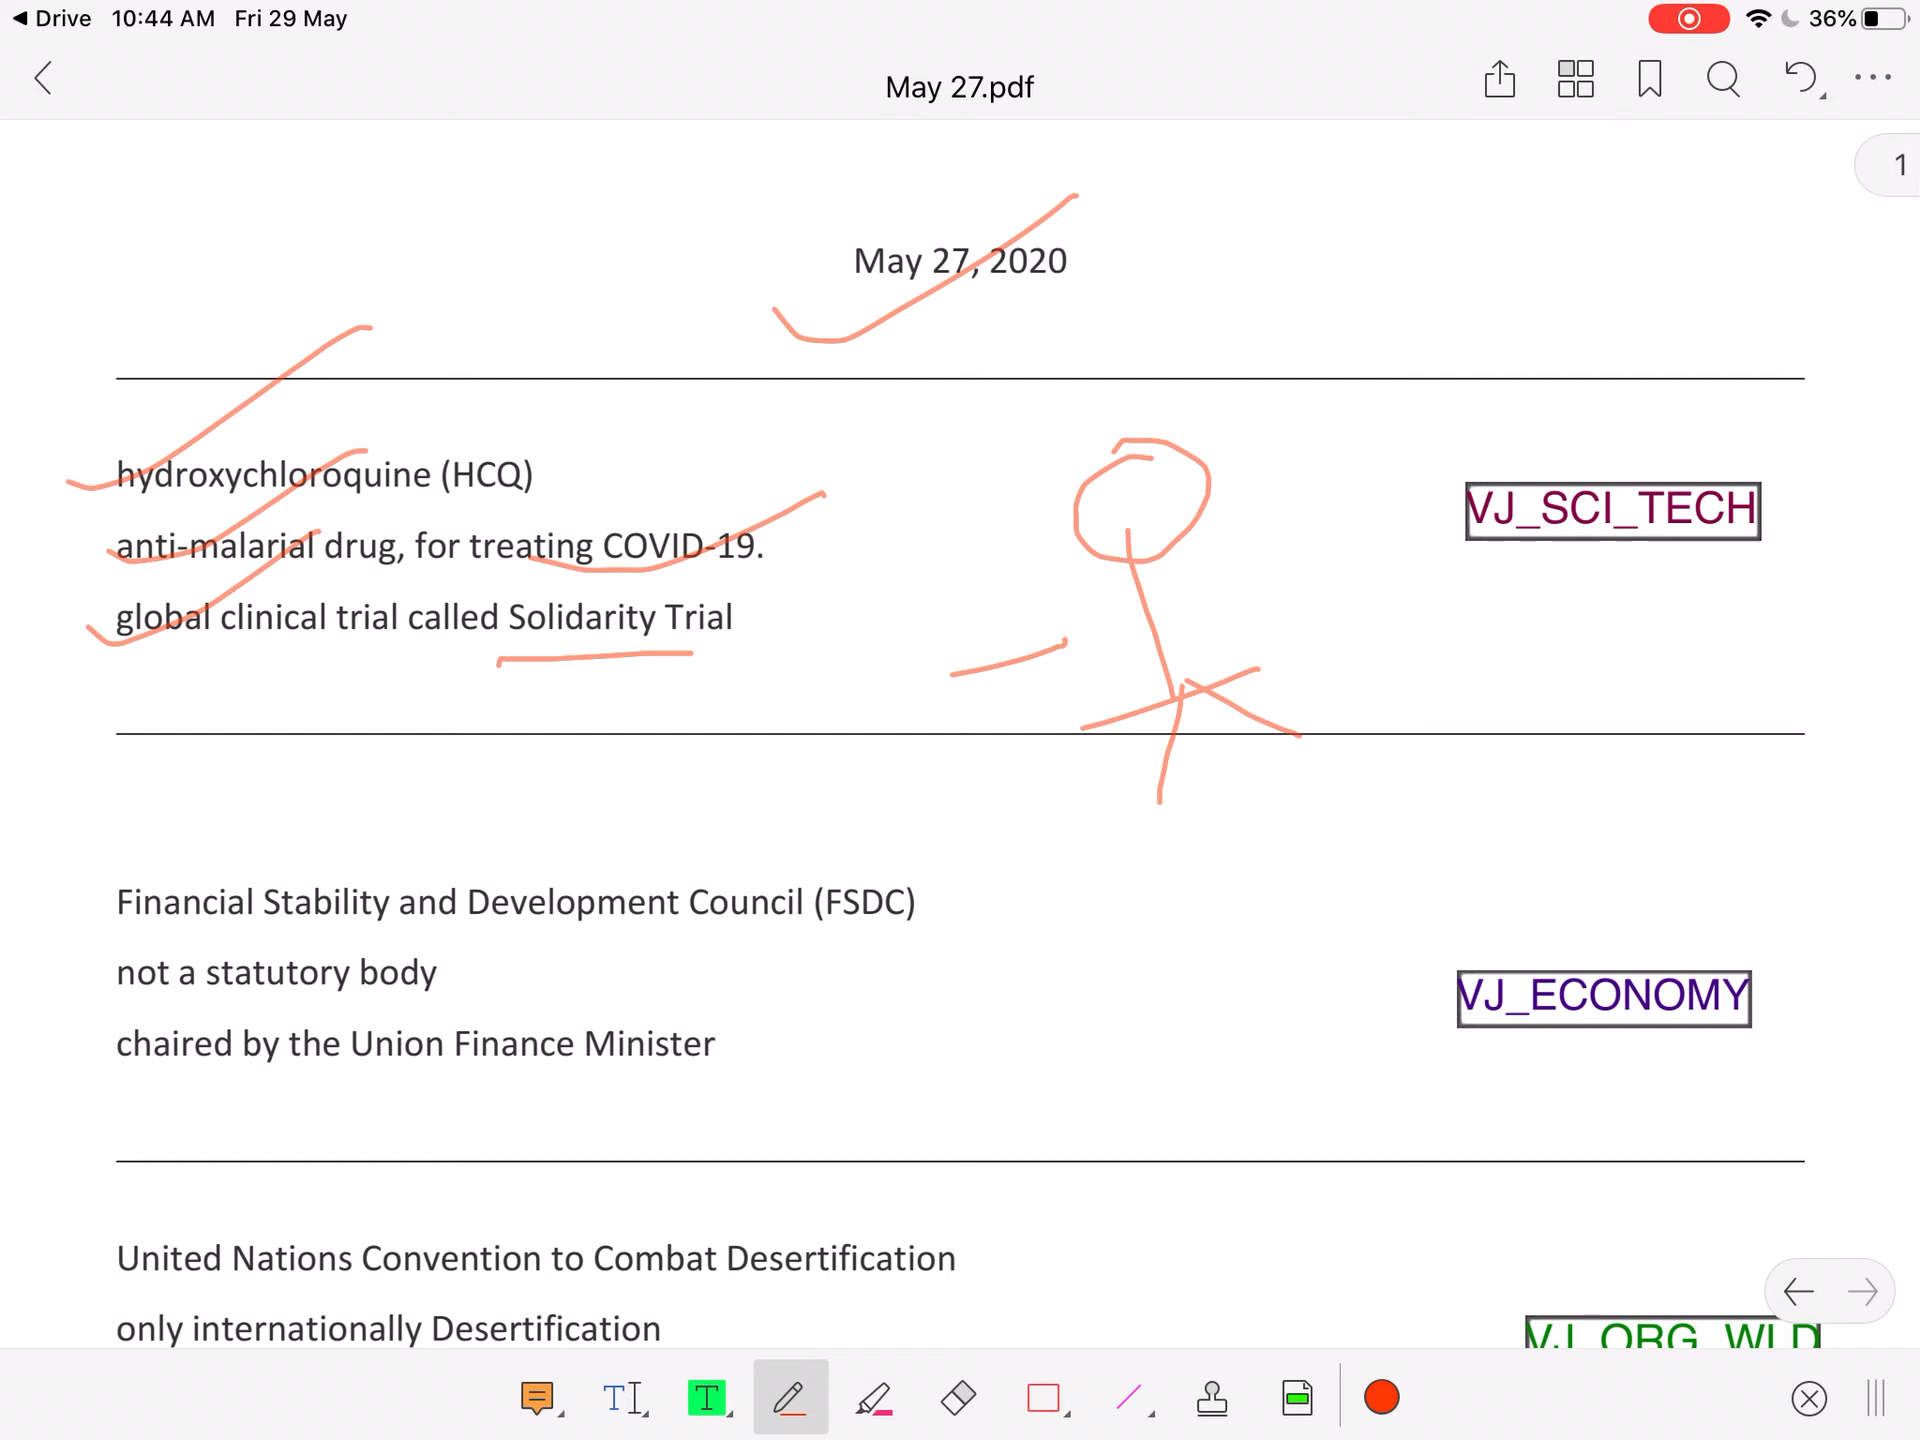 Drive 10:44 AM Fri 29 May 36%
May 27.pdf
1
May 27, 2020
hydroxychloroquine (HCQ)
anti-malarial drug, for treating COVID-19.
global clinical trial called Solidarity Trial
VJ_SCI_TECH
Financial Stability and Development Council (FSDC)
not a statutory body
chaired by the Union Finance Minister
VJ_ECONOMY
United Nations Convention to Combat Desertification
only internationally Desertification
VJ_ORG_WLD